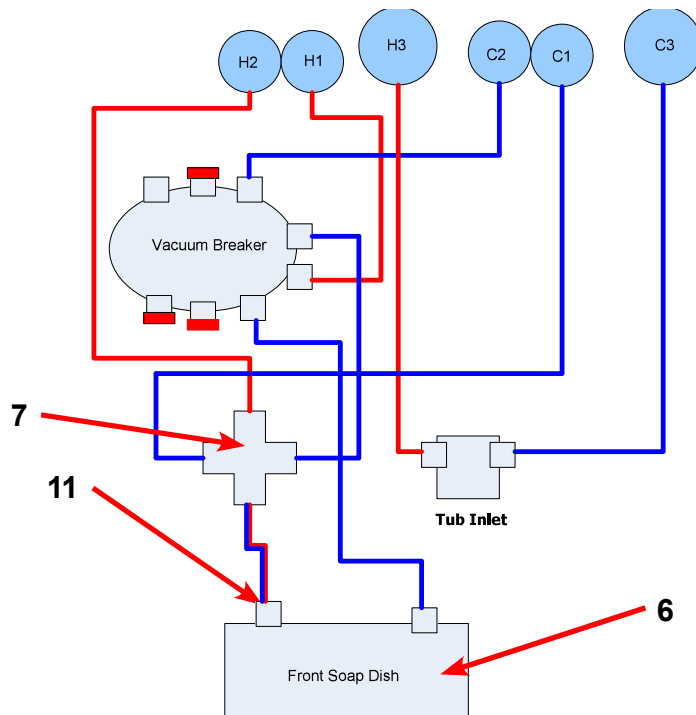 H2
H1
H3
C2
C1
C3
Vacuum Breaker
7
11
Tub Inlet
6
Front Soap Dish